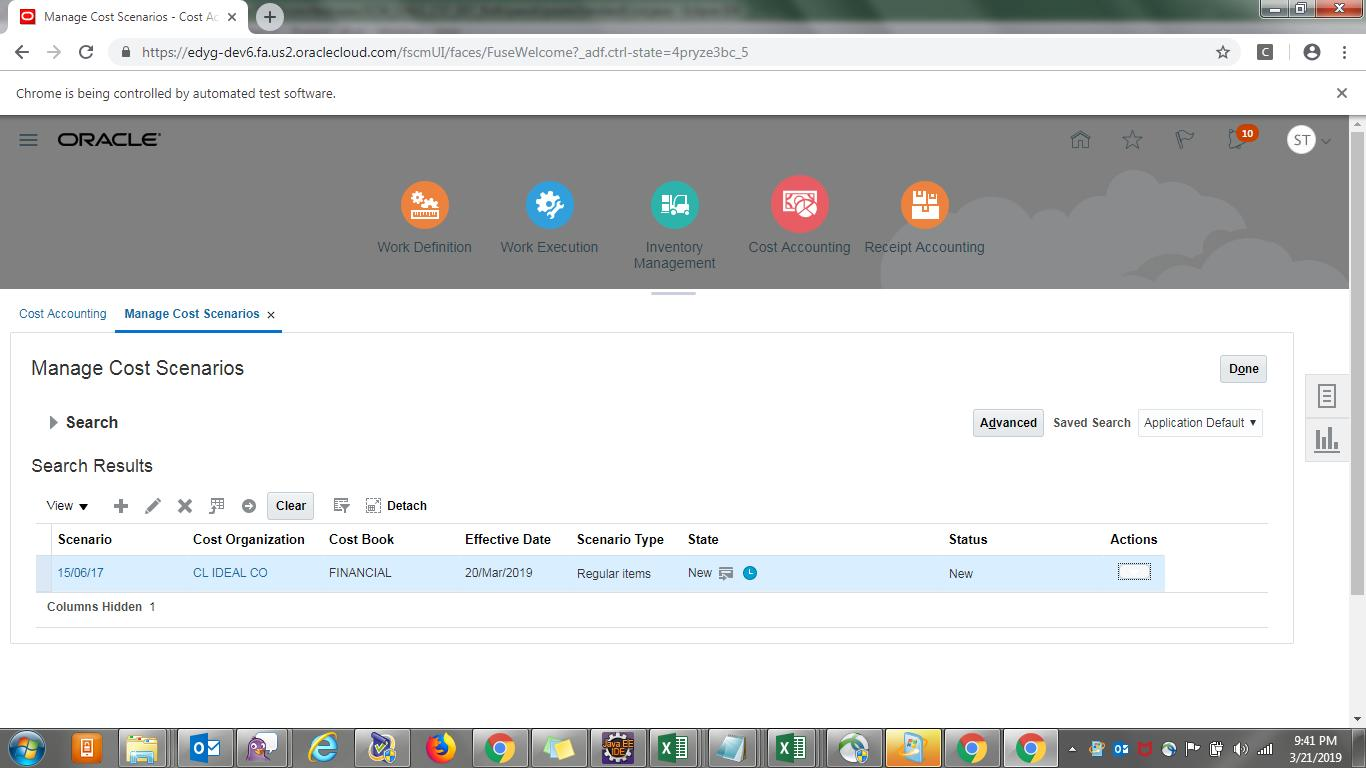 Manage Cost Scenarios - Cost Ac
https://edyg-dev6.fa.us2.oraclecloud.com/fscmUI/faces/FuseWelcome?_adf.ctrl-state=4pryze3bc_5
C
Chrome is being controlled by automated test software.
ORACLE
10
ST
Work Definition
Work Execution
Inventory
Management
Cost Accounting
Receipt Accounting
Cost Accounting
Manage Cost Scenarios
Manage Cost Scenarios
Done
Search
Advanced Saved Search Application Default
Search Results
View Clear Detach
Scenario Cost Organization Cost Book Effective Date Scenario Type State Status Actions
15/06/17 CL IDEAL CO FINANCIAL 20/Mar/2019 Regular items New New
Columns Hidden 1
Java EE
IDE
9:41 PM
3/21/2019